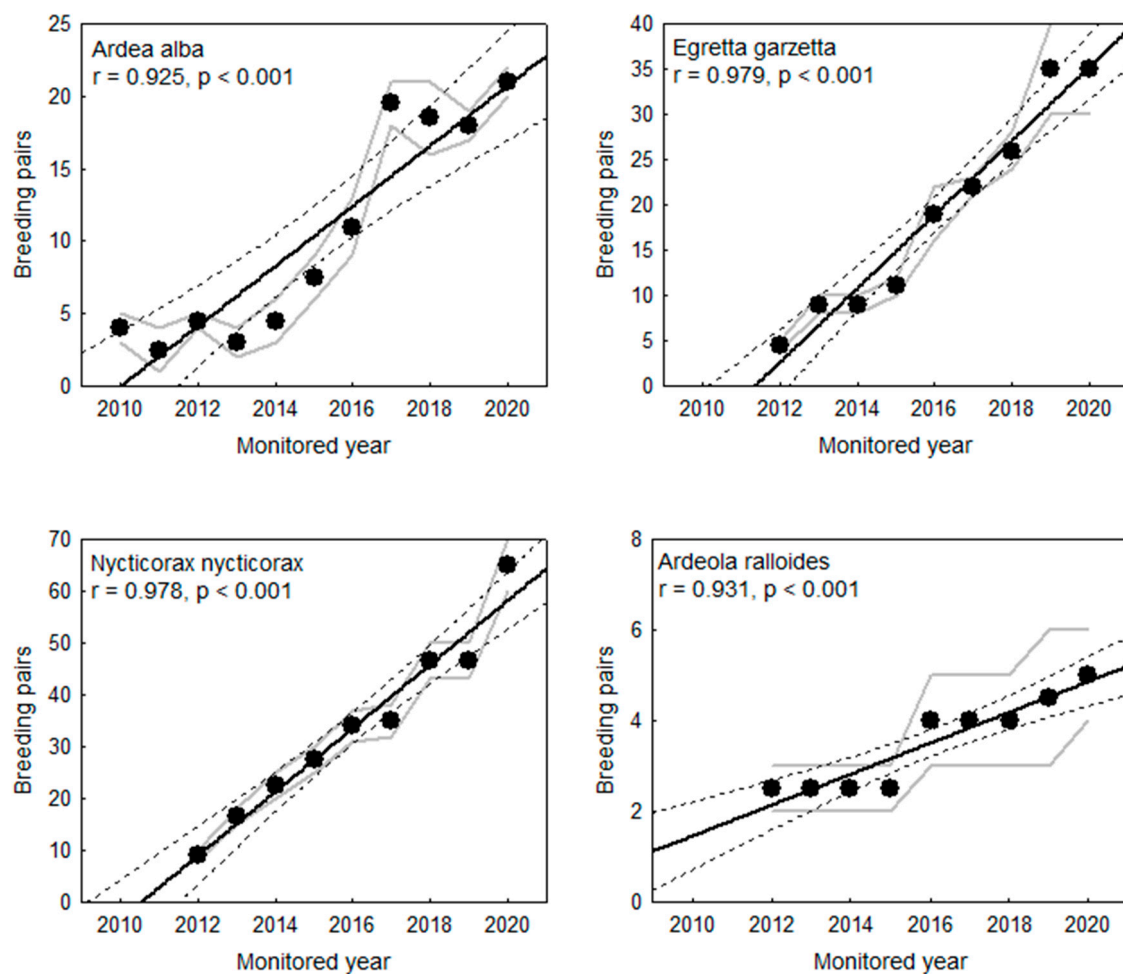 Ardea alba
r = 0.925, p < 0.001
25
20
15
10
5
0
Breeding pairs
2010 2012 2014 2016 2018 2020
Monitored year
Egretta garzetta
r = 0.979, p < 0.001
40
35
30
25
20
15
10
5
0
Breeding pairs
2010 2012 2014 2016 2018 2020
Monitored year
Nycticorax nycticorax
r = 0.978, p < 0.001
70
60
50
40
30
20
10
0
Breeding pairs
2010 2012 2014 2016 2018 2020
Monitored year
Ardeola ralloides
r = 0.931, p < 0.001
8
6
4
2
0
Breeding pairs
2010 2012 2014 2016 2018 2020
Monitored year